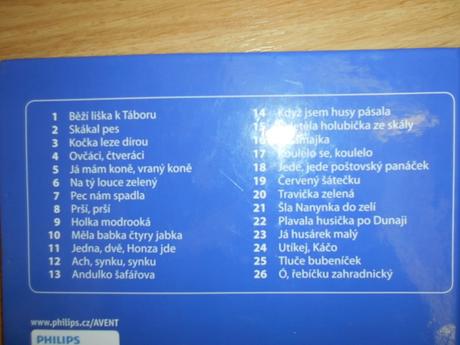 1 Běží liška k Táboru
2 Skákal pes
3 Kočka leze dírou
4 Ovčáci, čtveráci
5 Já mám koně, vraný koně
6 Na tý louce zelený
7 Pec nám spadla
8 Prší, prší
9 Holka modrooká
10 Měla babka čtyry jabka
11 Jedna, dvě, Honza jde
12 Ach, synku, synku
13 Andulko šafářova
14 Když jsem husy pásala
15 holubička ze skály
16
17 Koulelo se, koulelo
18 Jede, jede poštovský panáček
19 Červený šátečku
20 Travička zelená
21 Šla Nanynka do zelí
22 Plavala husička po Dunaji
23 Já husárek malý
24 Utíkej, Káčo
25 Tluče bubeníček
26 Ó, řebíčku zahradnický
www.philips.cz/AVENT
PHILIPS